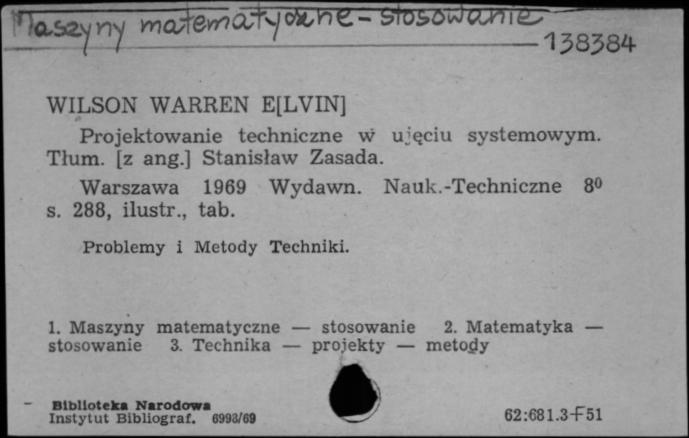 Maszyny matematyczne - stosowanie
138384
WILSON WARREN E[LVIN]
Projektowanie techniczne w ujęciu systemowym.
Tłum. [z ang.] Stanisław Zasada.
Warszawa 1969 Wydawn. Nauk.-Techniczne 8⁰
s. 288, ilustr., tab.
Problemy i Metody Techniki.
1. Maszyny matematyczne — stosowanie 2. Matematyka —
stosowanie 3. Technika — projekty — metody
Biblioteka Narodowa
Instytut Bibliograf. 6993/69
62:681.3-F51